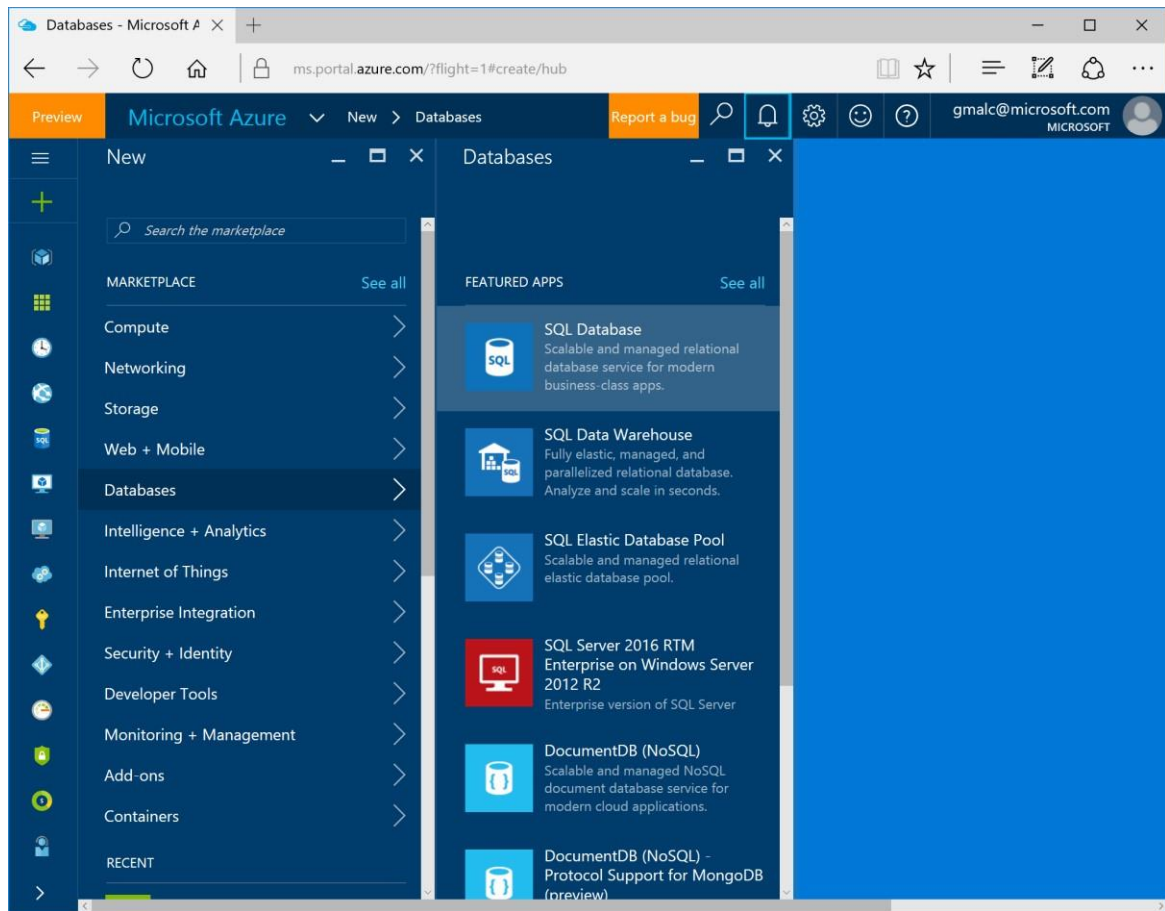 Databases - Microsoft A
ms.portal.azure.com/?flight=1#create/hub
Preview
Microsoft Azure
New > Databases
Report a bug
gmalc@microsoft.com
MICROSOFT
New
Search the marketplace
MARKETPLACE
See all
Compute
Networking
Storage
Web + Mobile
Databases
Intelligence + Analytics
Internet of Things
Enterprise Integration
Security + Identity
Developer Tools
Monitoring + Management
Add-ons
Containers
RECENT
Databases
FEATURED APPS
See all
SQL
SQL Database
Scalable and managed relational
database service for modern
business-class apps.
SQL
SQL Data Warehouse
Fully elastic, managed, and
parallelized relational database.
Analyze and scale in seconds.
SQL Elastic Database Pool
Scalable and managed relational
elastic database pool.
SQL
SQL Server 2016 RTM
Enterprise on Windows Server
2012 R2
Enterprise version of SQL Server
DocumentDB (NoSQL)
Scalable and managed NoSQL
document database service for
modern cloud applications.
DocumentDB (NoSQL) -
Protocol Support for MongoDB
(preview)